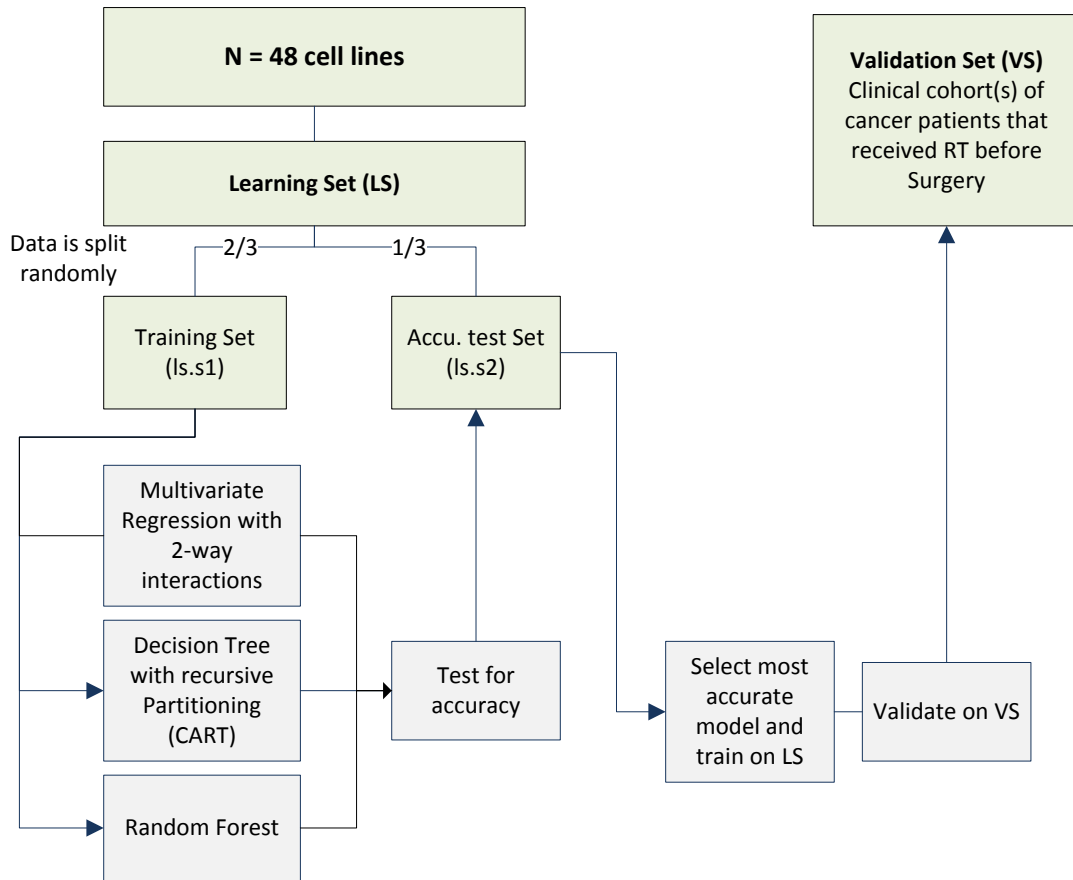 N = 48 cell lines
Validation Set (VS)
Clinical cohort(s) of
cancer patients that
received RT before
Surgery
Learning Set (LS)
Data is split
randomly
2/3
1/3
Training Set
(ls.s1)
Accu. test Set
(ls.s2)
Multivariate
Regression with
2-way
interactions
Decision Tree
with recursive
Partitioning
(CART)
Random Forest
Test for
accuracy
Select most
accurate
model and
train on LS
Validate on VS